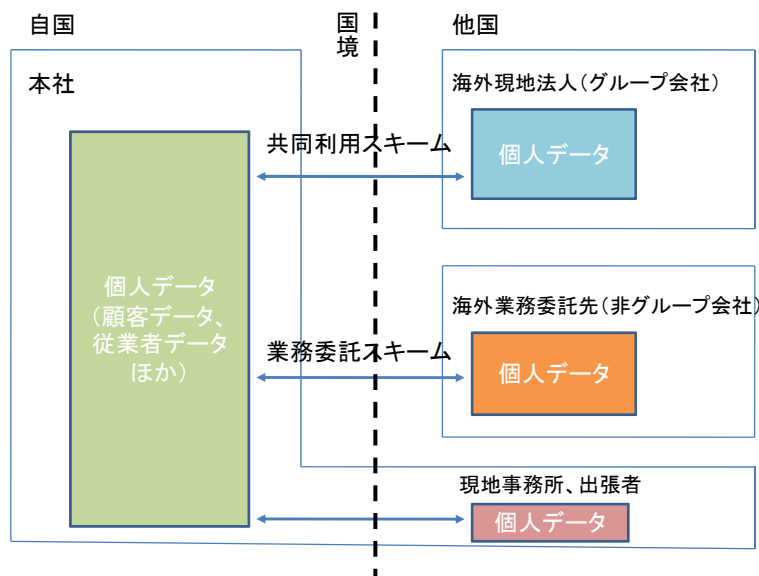 自国
国
境
他国
本社
海外現地法人（グループ会社）
共同利用スキーム
個人データ
個人データ
（顧客データ、
従業者データ
ほか）
海外業務委託先（非グループ会社）
業務委託スキーム
個人データ
現地事務所、出張者
個人データ